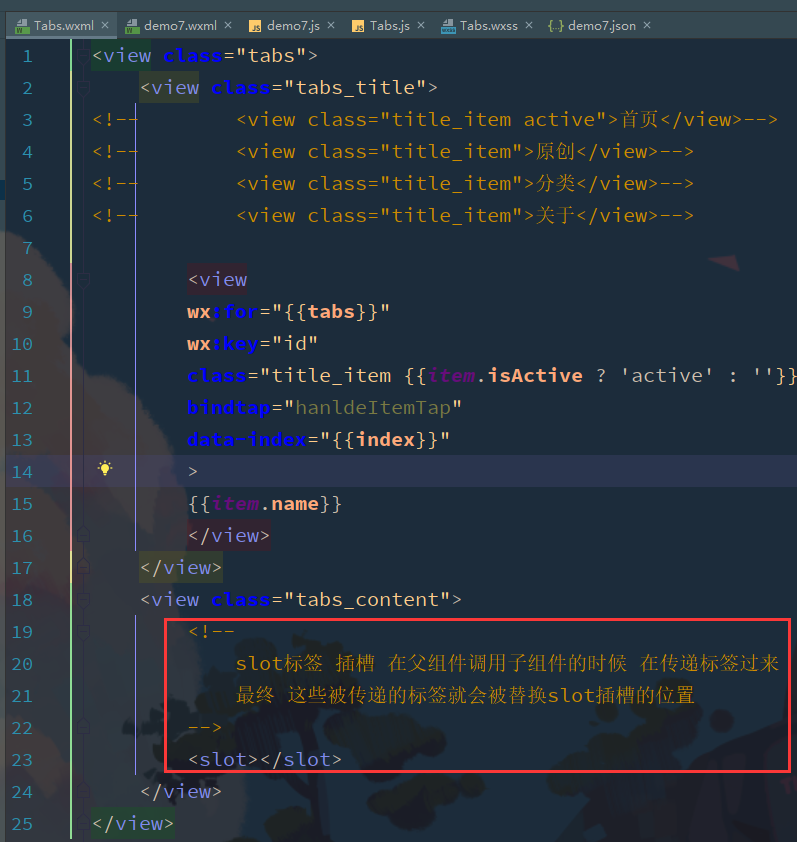 Tabs.wxml × demo7.wxml × demo7.js × Tabs.js × Tabs.wxss × demo7.json ×
1 <view class="tabs">
2 <view class="tabs_title">
3 <!-- <view class="title_item active">首页</view>-->
4 <!-- <view class="title_item">原创</view>-->
5 <!-- <view class="title_item">分类</view>-->
6 <!-- <view class="title_item">关于</view>-->
7
8 <view
9 wx:for="{{tabs}}"
10 wx:key="id"
11 class="title_item {{item.isActive ? 'active' : ''}}
12 bindtap="hanldeItemTap"
13 data-index="{{index}}"
14 >
15 {{item.name}}
16 </view>
17 </view>
18 <view class="tabs_content">
19 <!--
20 slot标签 插槽 在父组件调用子组件的时候 在传递标签过来
21 最终 这些被传递的标签就会被替换slot插槽的位置
22 -->
23 <slot></slot>
24 </view>
25 </view>